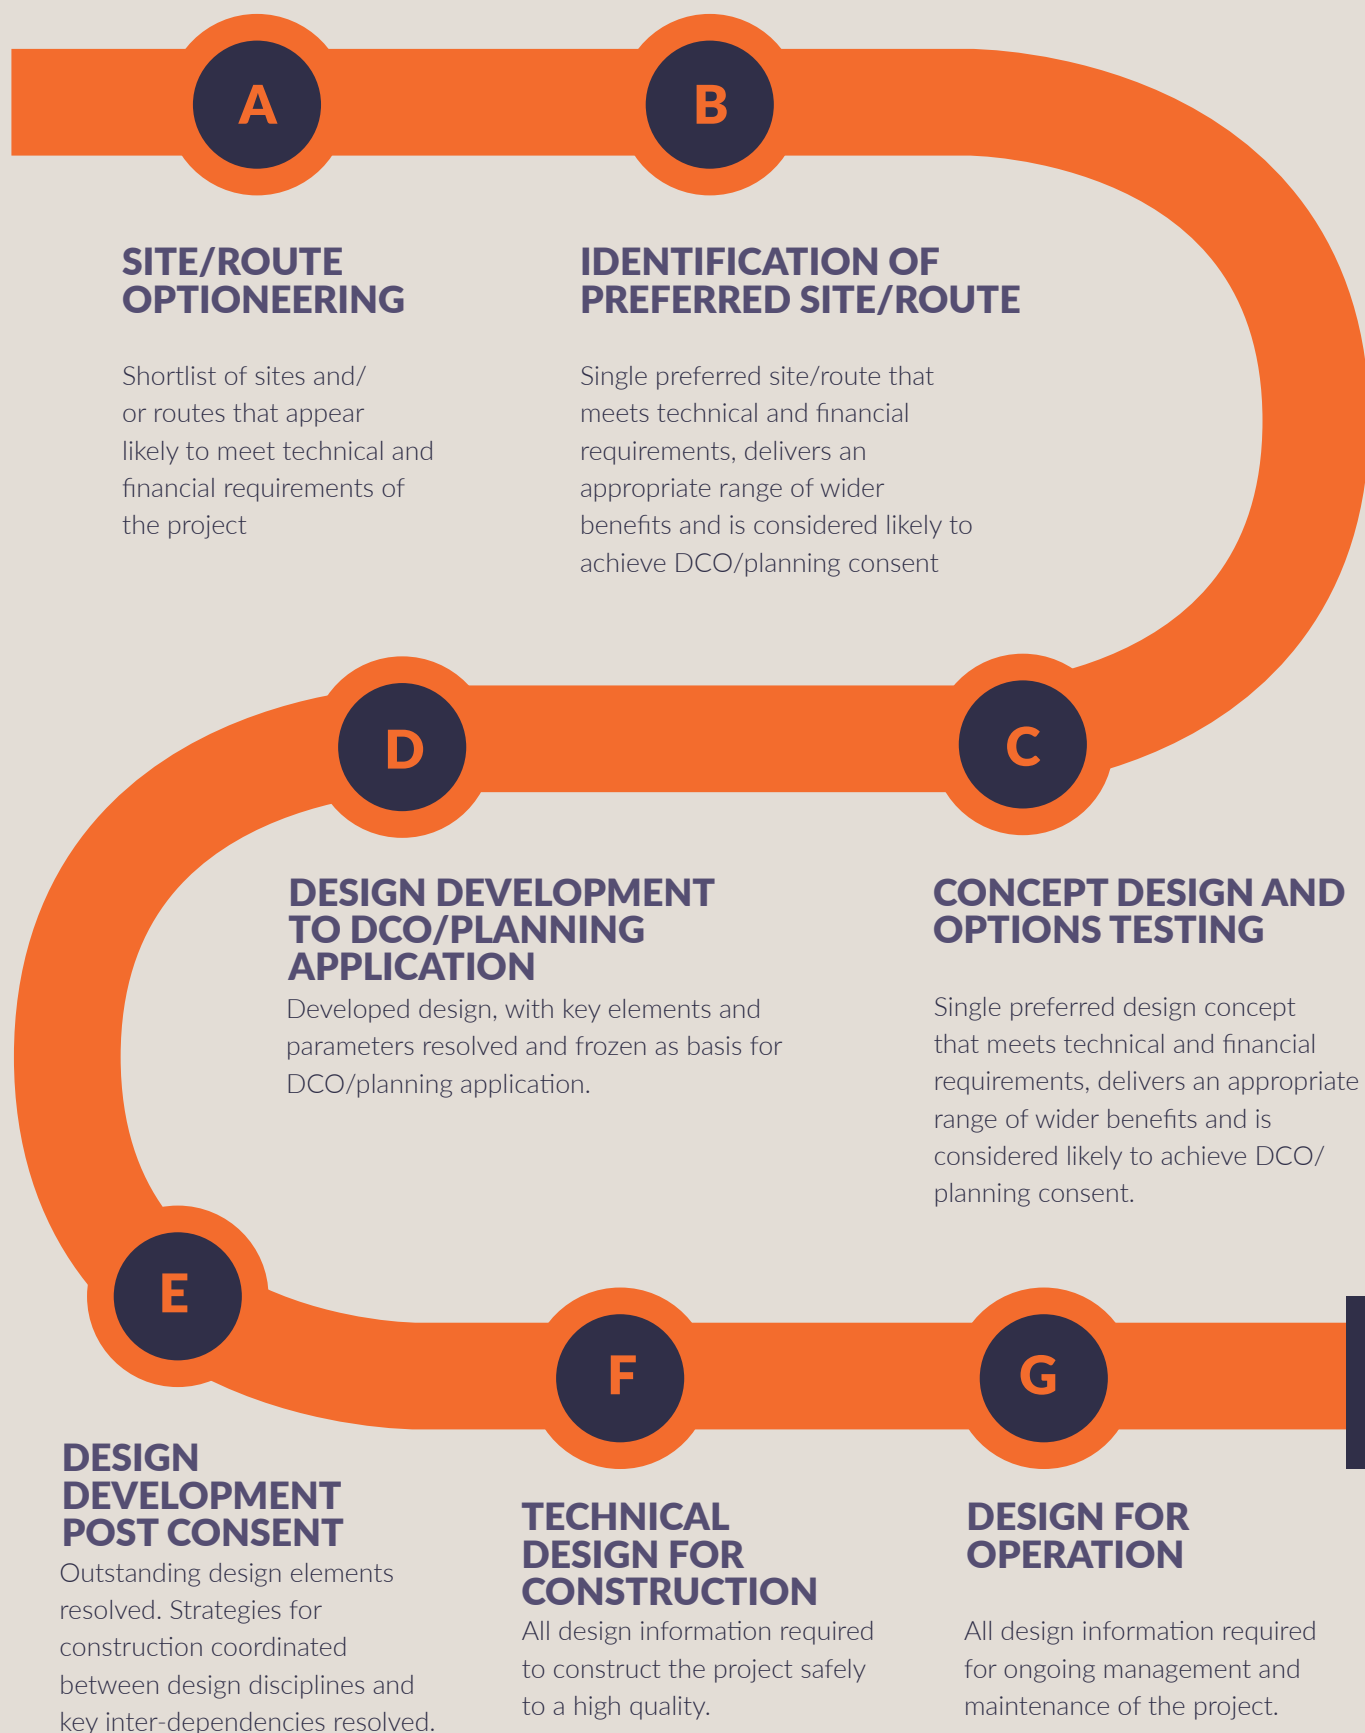 A
B
SITE/ROUTE
OPTIONEERING
Shortlist of sites and/
or routes that appear
likely to meet technical and
financial requirements of
the project
IDENTIFICATION OF
PREFERRED SITE/ROUTE
Single preferred site/route that
meets technical and financial
requirements, delivers an
appropriate range of wider
benefits and is considered likely to
achieve DCO/planning consent
C
CONCEPT DESIGN AND
OPTIONS TESTING
Single preferred design concept
that meets technical and financial
requirements, delivers an appropriate
range of wider benefits and is
considered likely to achieve DCO/
planning consent.
D
DESIGN DEVELOPMENT
TO DCO/PLANNING
APPLICATION
Developed design, with key elements and
parameters resolved and frozen as basis for
DCO/planning application.
E
DESIGN
DEVELOPMENT
POST CONSENT
Outstanding design elements
resolved. Strategies for
construction coordinated
between design disciplines and
key inter-dependencies resolved.
F
TECHNICAL
DESIGN FOR
CONSTRUCTION
All design information required
to construct the project safely
to a high quality.
G
DESIGN FOR
OPERATION
All design information required
for ongoing management and
maintenance of the project.